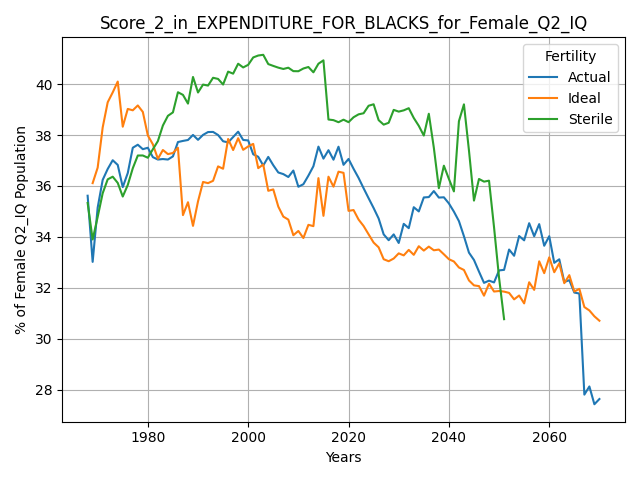 Score_2_in_EXPENDITURE_FOR_BLACKS_for_Female_Q2_IQ
Fertility
Actual
Ideal
Sterile
% of Female Q2_IQ Population
40
38
36
34
32
30
28
1980
2000
2020
2040
2060
Years